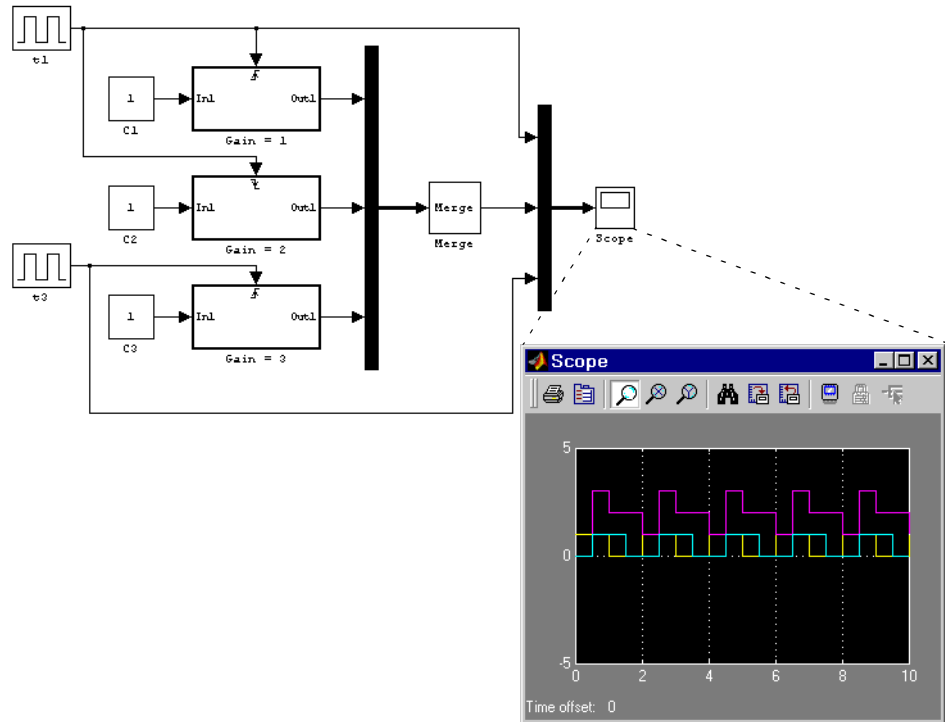 t1
1
C1
In1
Out1
Gain = 1
1
C2
In1
Out1
Gain = 2
Merge
Merge
Scope
t3
1
C3
In1
Out1
Gain = 3
Scope
5
0
-5
0 2 4 6 8 10
Time offset: 0